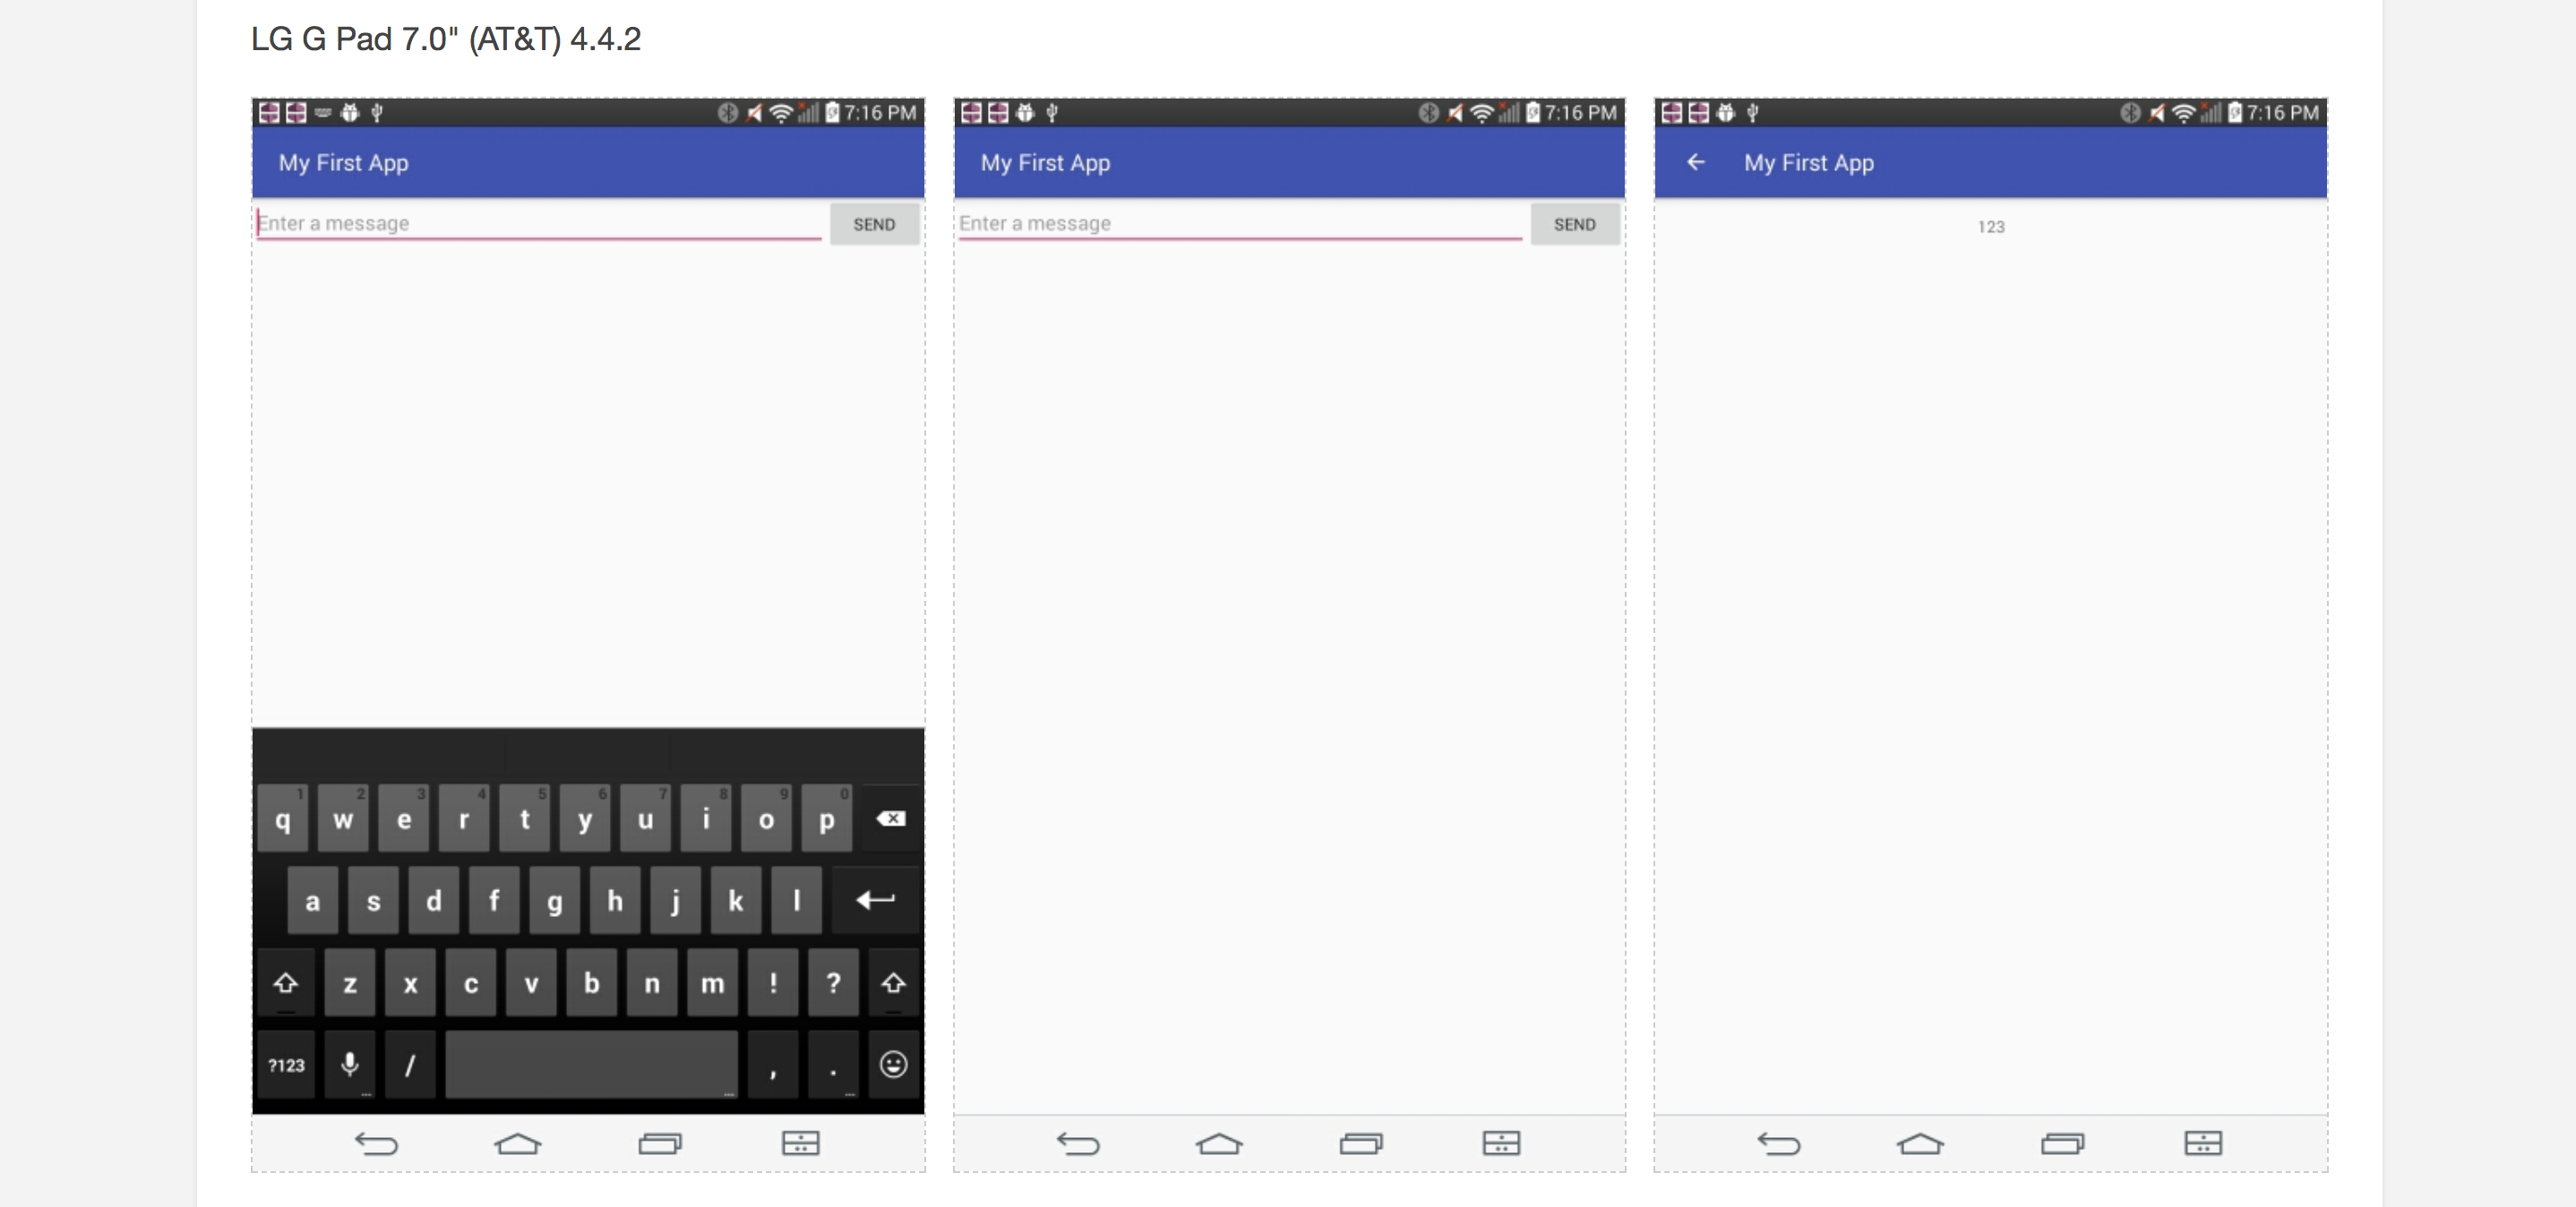 LG G Pad 7.0" (AT&T) 4.4.2
7:16 PM
My First App
Enter a message SEND
1 2 3 4 5 6 7 8 9 0
q w e r t y u i o p
a s d f g h j k l
z x c v b n m ! ?
?123 / , .
7:16 PM
My First App
Enter a message SEND
7:16 PM
My First App
123